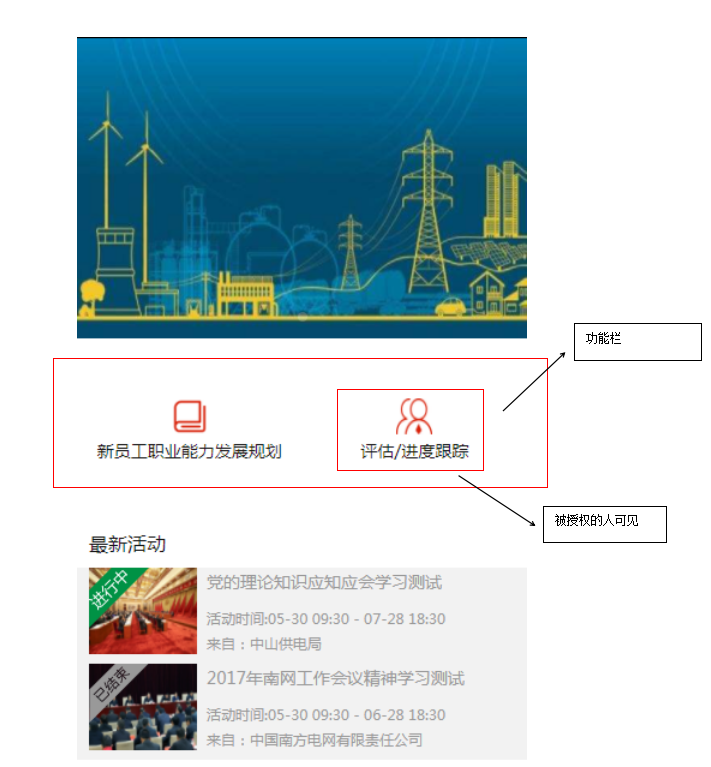 功能栏
新员工职业能力发展规划
评估/进度跟踪
被授权的人可见
最新活动
进行中
党的理论知识应知应会学习测试
活动时间:05-30 09:30 - 07-28 18:30
来自：中山供电局
已结束
2017年南网工作会议精神学习测试
活动时间:05-30 09:30 - 06-28 18:30
来自：中国南方电网有限责任公司